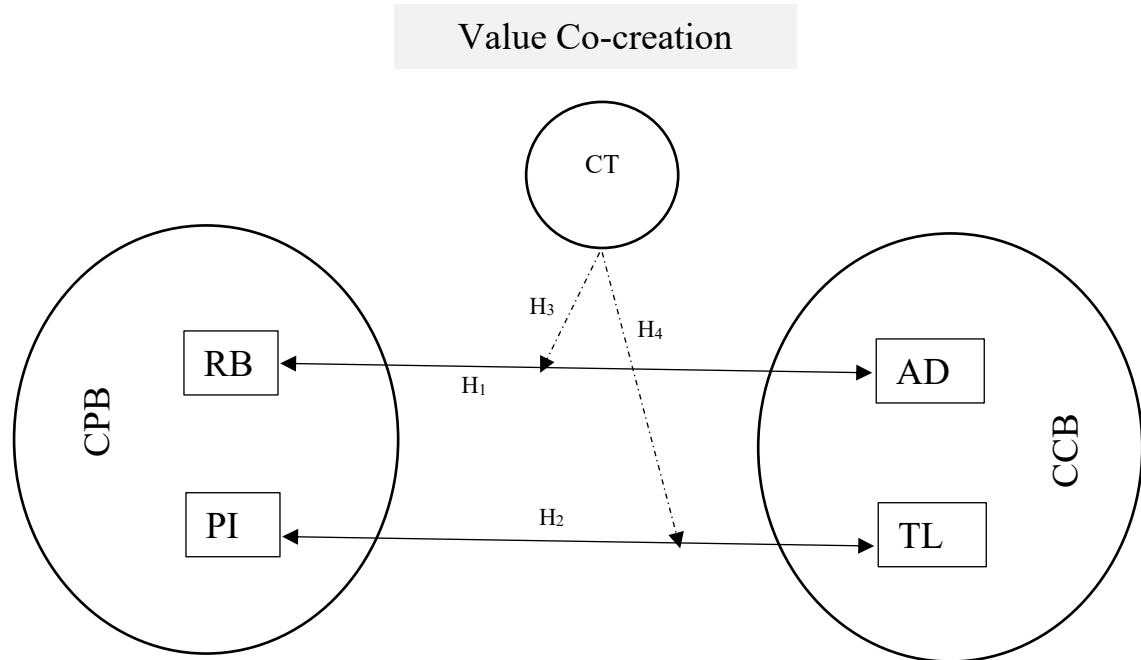 Value Co-creation
CT
H₃
H₄
RB
H₁
AD
CPB
CCB
PI
H₂
TL